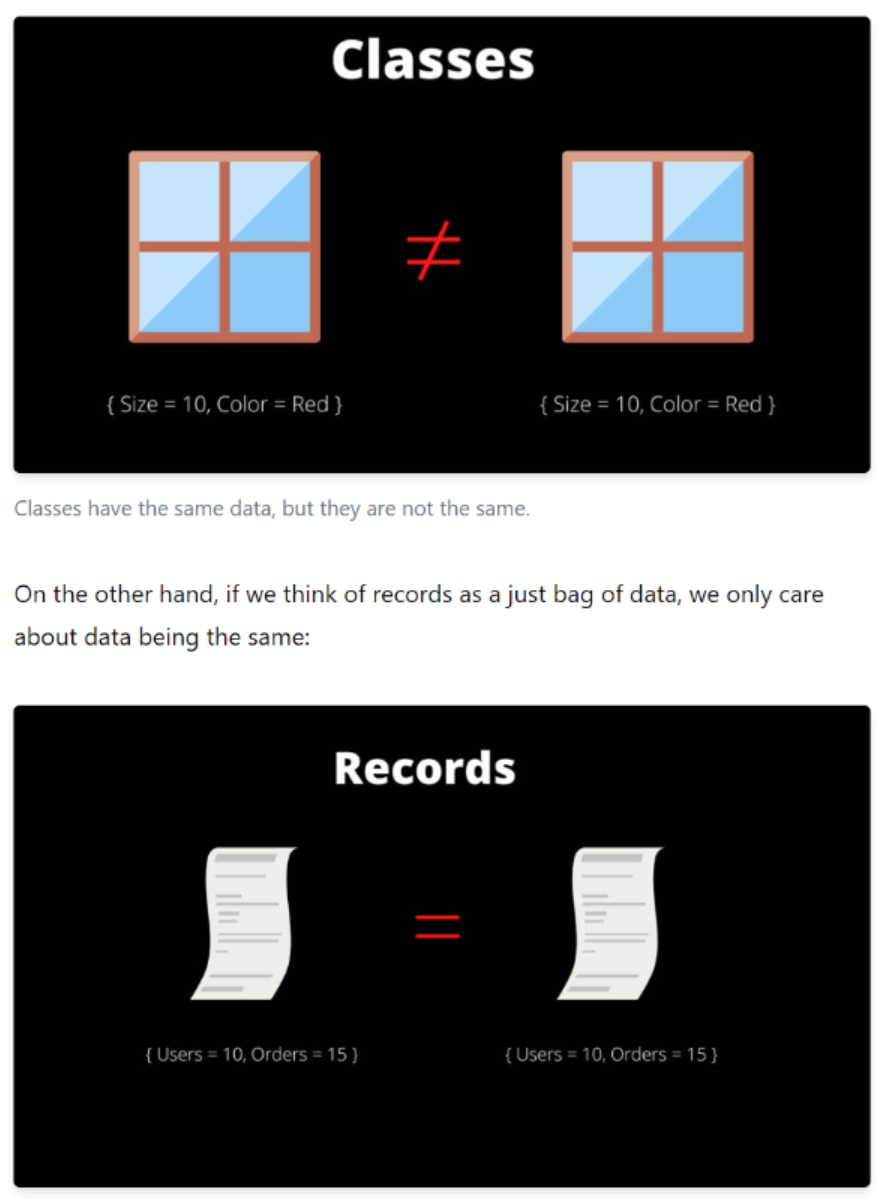 Classes
{ Size = 10, Color = Red }
{ Size = 10, Color = Red }
Classes have the same data, but they are not the same.
On the other hand, if we think of records as a just bag of data, we only care
about data being the same:
Records
{ Users = 10, Orders = 15 }
{ Users = 10, Orders = 15 }